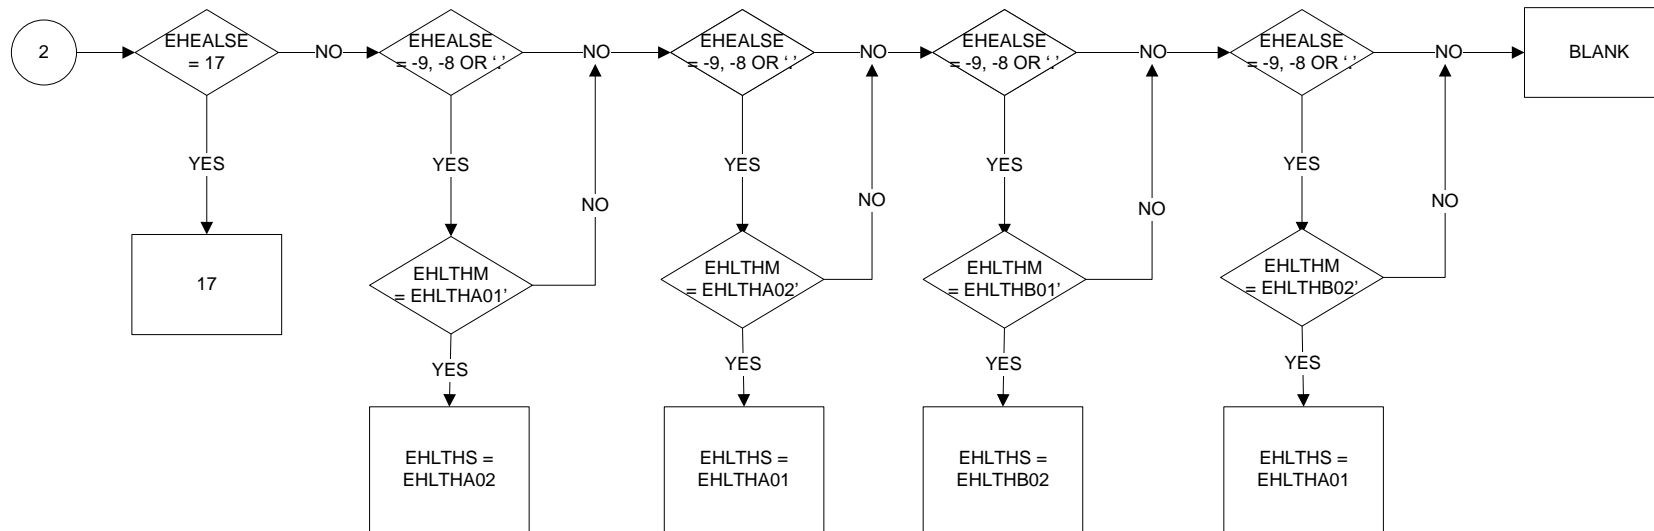 2
EHEALSE
= 17
NO
EHEALSE
= -9, -8 OR ‘.’
NO
EHEALSE
= -9, -8 OR ‘.’
NO
EHEALSE
= -9, -8 OR ‘.’
NO
EHEALSE
= -9, -8 OR ‘.’
NO
BLANK
YES
YES
YES
YES
YES
NO
NO
NO
NO
17
EHLTHM
= EHLTHA01’
EHLTHM
= EHLTHA02’
EHLTHM
= EHLTHB01’
EHLTHM
= EHLTHB02’
YES
YES
YES
YES
EHLTHS =
EHLTHA02
EHLTHS =
EHLTHA01
EHLTHS =
EHLTHB02
EHLTHS =
EHLTHA01